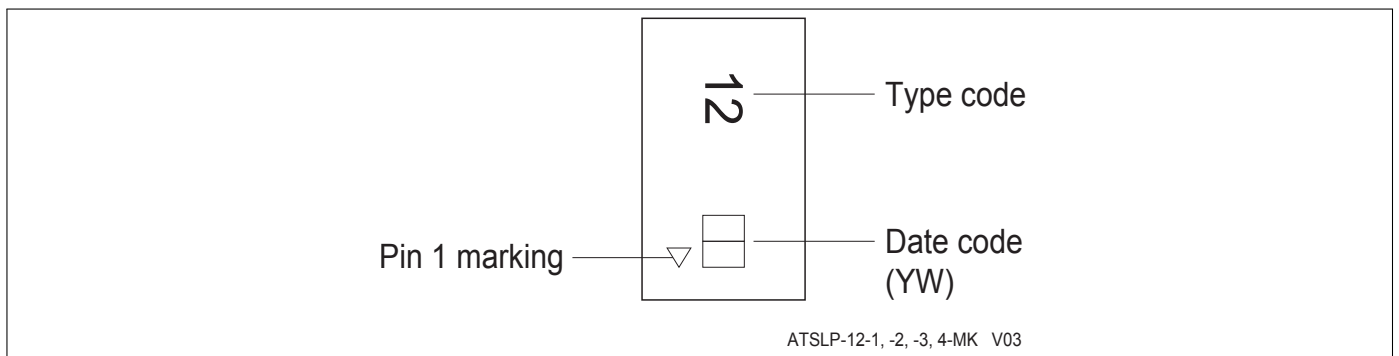 12
Type code
Pin 1 marking
Date code
(YW)
ATSLP-12-1, -2, -3, 4-MK V03